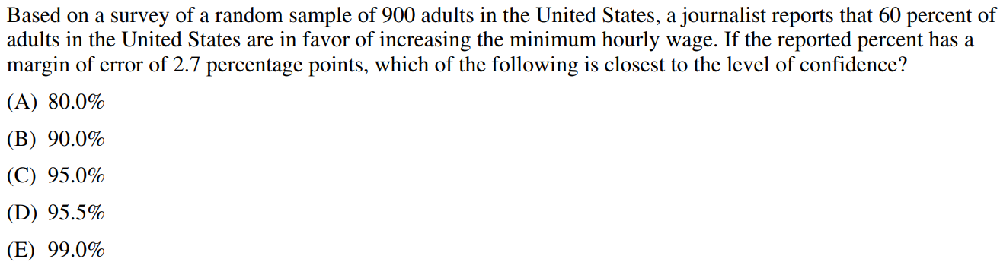 Based on a survey of a random sample of 900 adults in the United States, a journalist reports that 60 percent of
adults in the United States are in favor of increasing the minimum hourly wage. If the reported percent has a
margin of error of 2.7 percentage points, which of the following is closest to the level of confidence?
(A) 80.0%
(B) 90.0%
(C) 95.0%
(D) 95.5%
(E) 99.0%